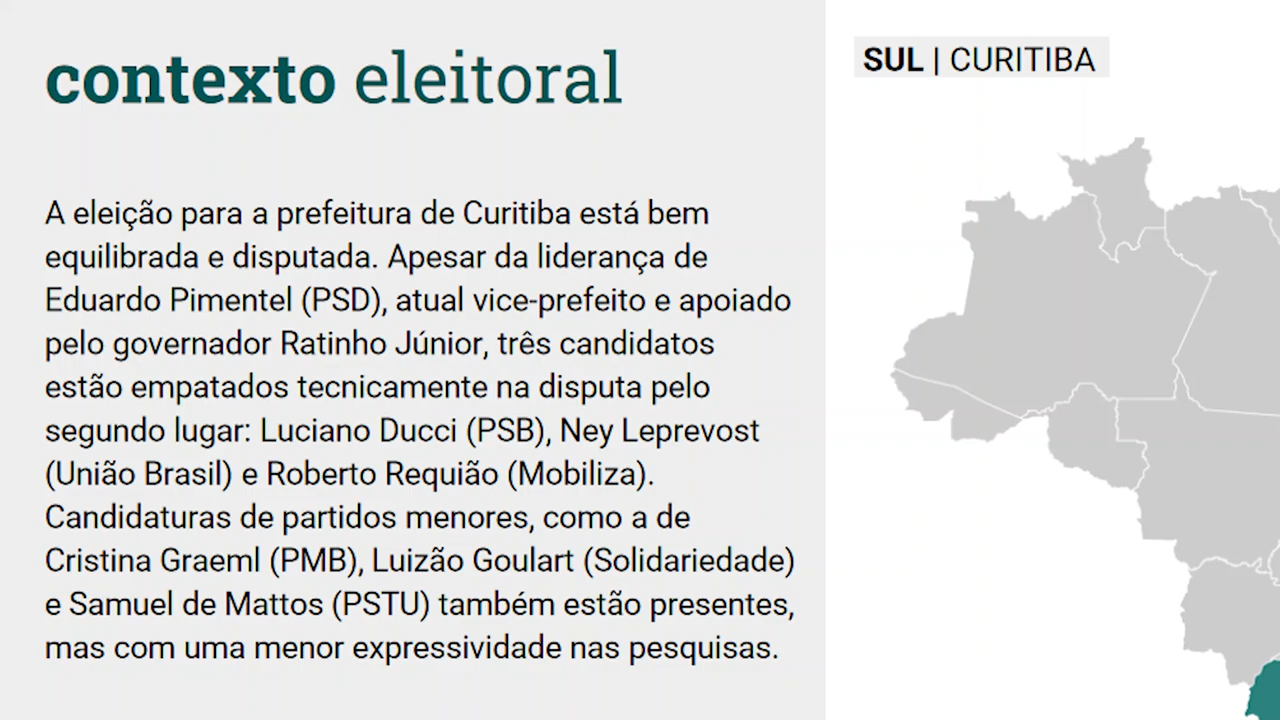 contexto eleitoral
SUL | CURITIBA
A eleição para a prefeitura de Curitiba está bem
equilibrada e disputada. Apesar da liderança de
Eduardo Pimentel (PSD), atual vice-prefeito e apoiado
pelo governador Ratinho Júnior, três candidatos
estão empatados tecnicamente na disputa pelo
segundo lugar: Luciano Ducci (PSB), Ney Leprevost
(União Brasil) e Roberto Requião (Mobiliza).
Candidaturas de partidos menores, como a de
Cristina Graeml (PMB), Luizão Goulart (Solidariedade)
e Samuel de Mattos (PSTU) também estão presentes,
mas com uma menor expressividade nas pesquisas.